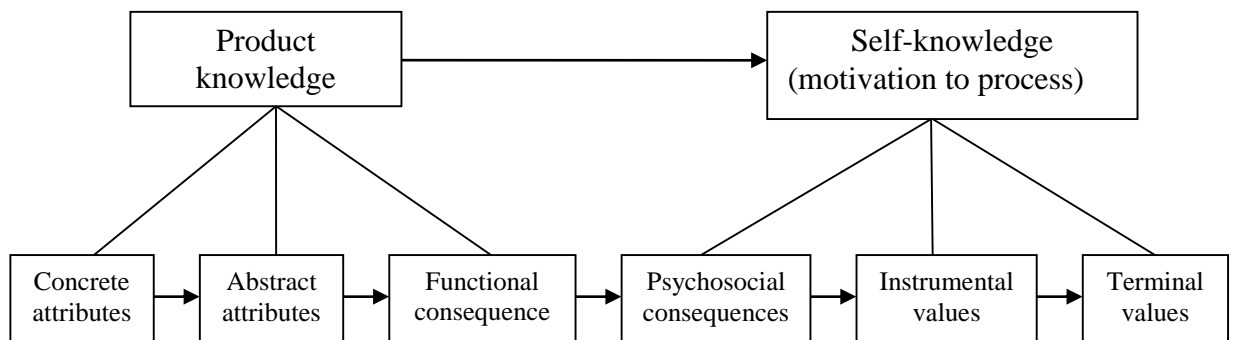 Product
knowledge
Self-knowledge
(motivation to process)
Concrete
attributes
Abstract
attributes
Functional
consequence
Psychosocial
consequences
Instrumental
values
Terminal
values